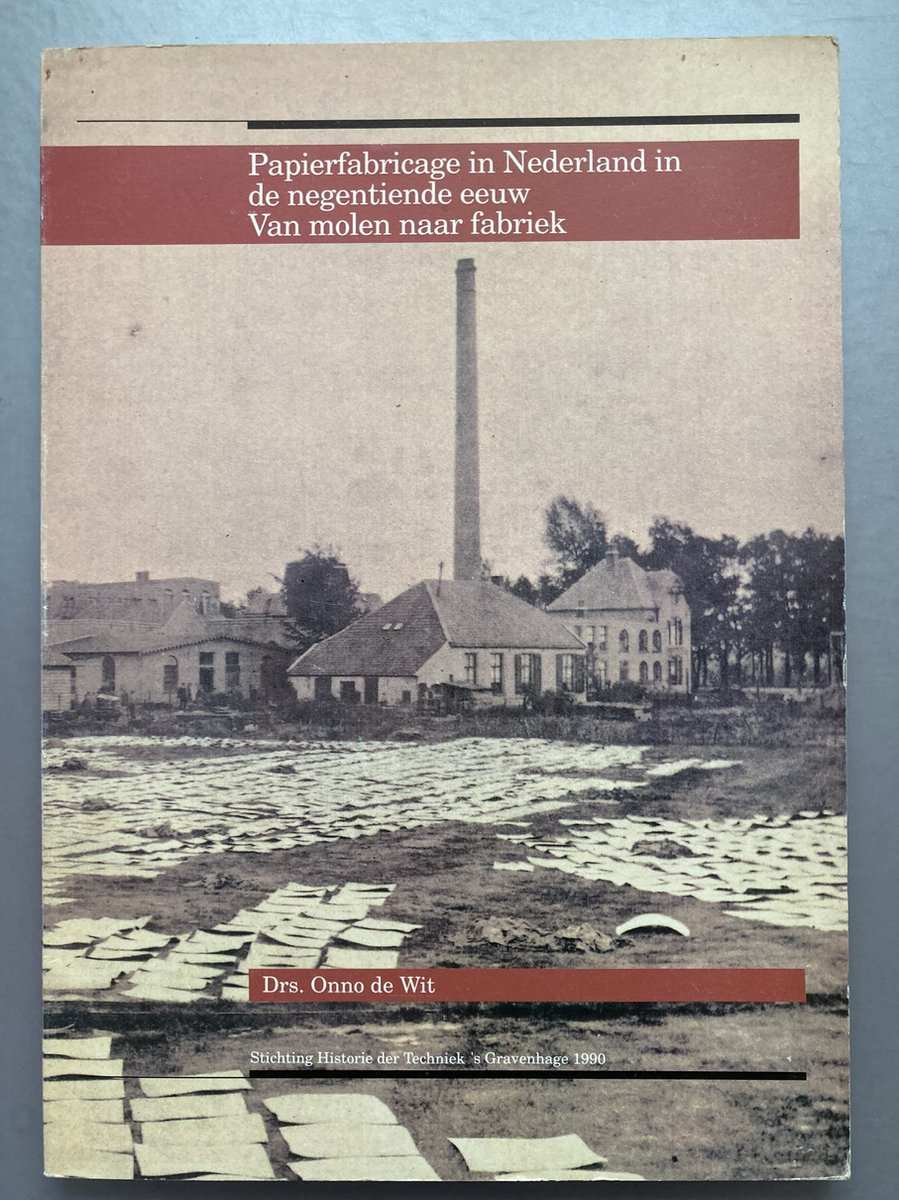 Papierfabricage in Nederland in
de negentiende eeuw
Van molen naar fabriek
Drs. Onno de Wit
Stichting Historie der Techniek 's Gravenhage 1990